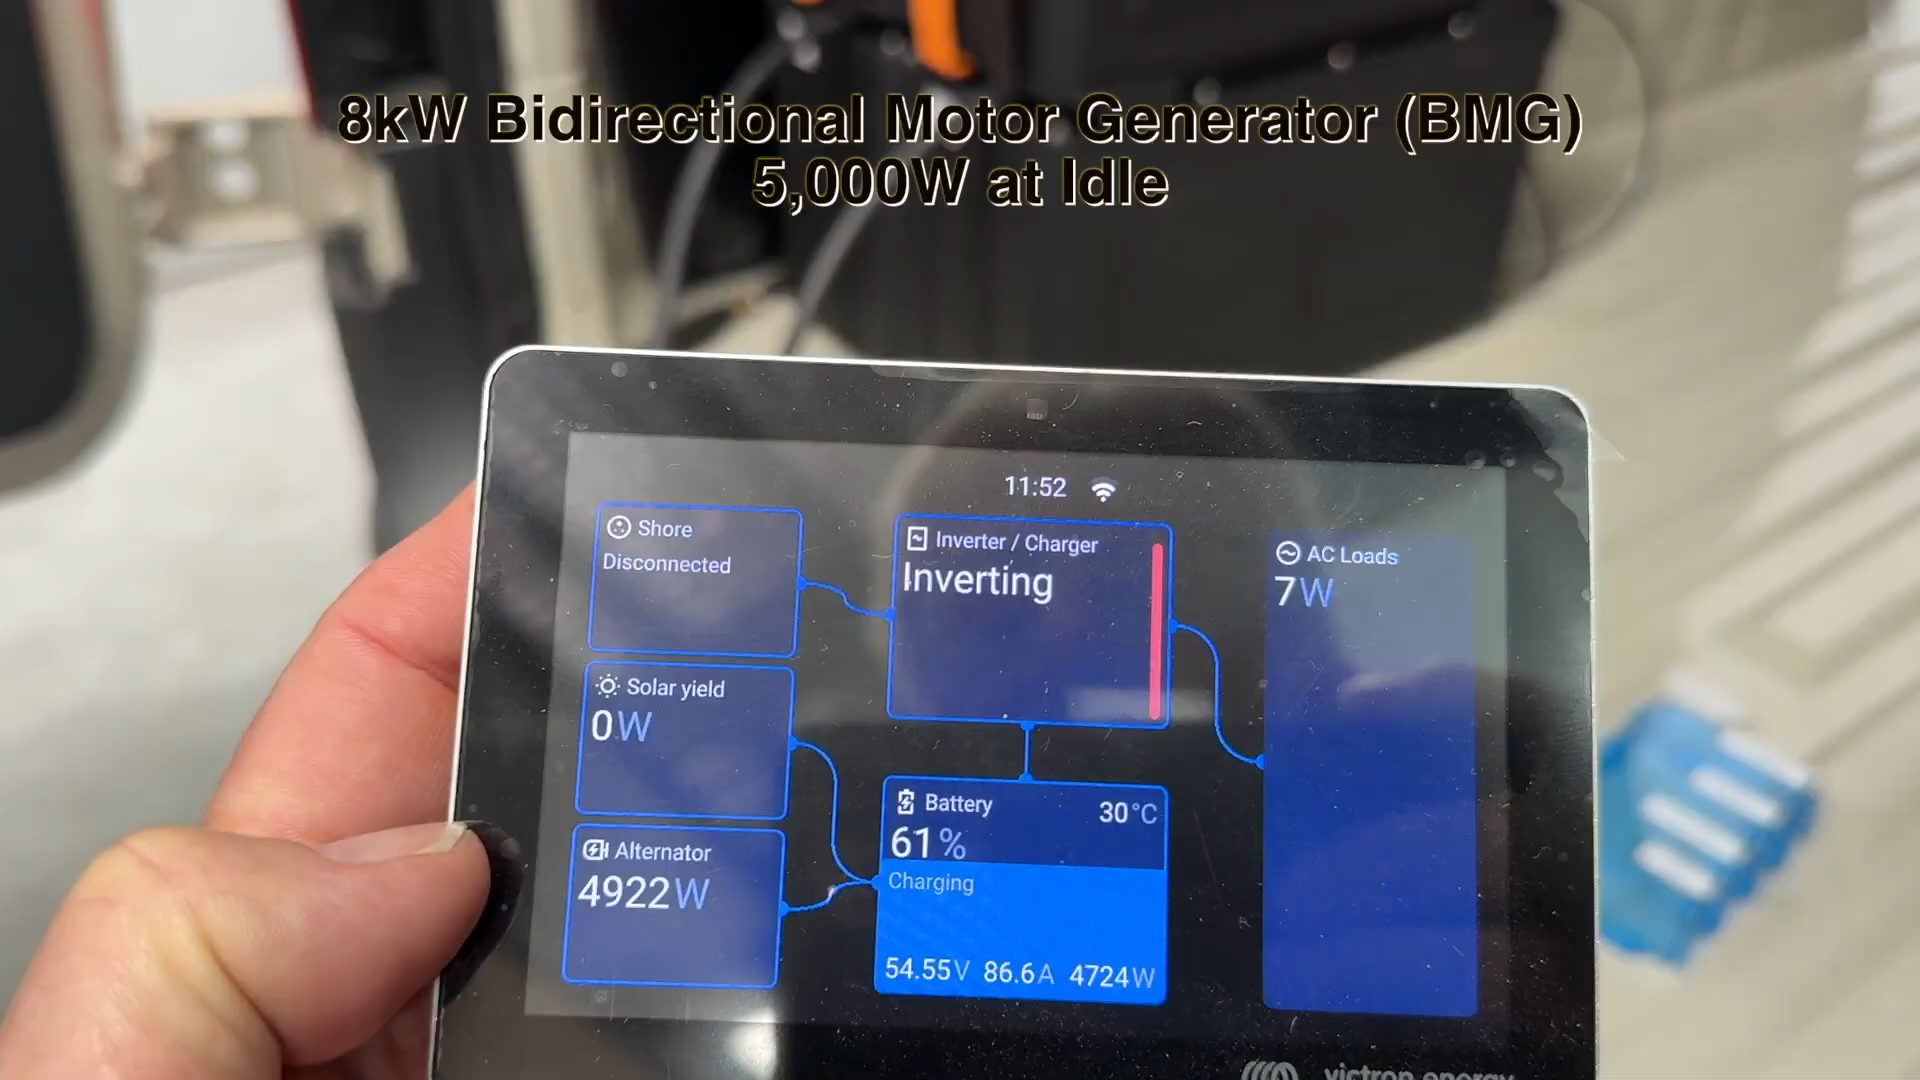 8kW Bidirectional Motor Generator (BMG)
5,000W at Idle
11:52
Shore
Disconnected
Inverter / Charger
Inverting
AC Loads
7W
Solar yield
0W
Battery
30°C
61%
Charging
54.55V 86.6A 4724W
Alternator
4922W
victron energy